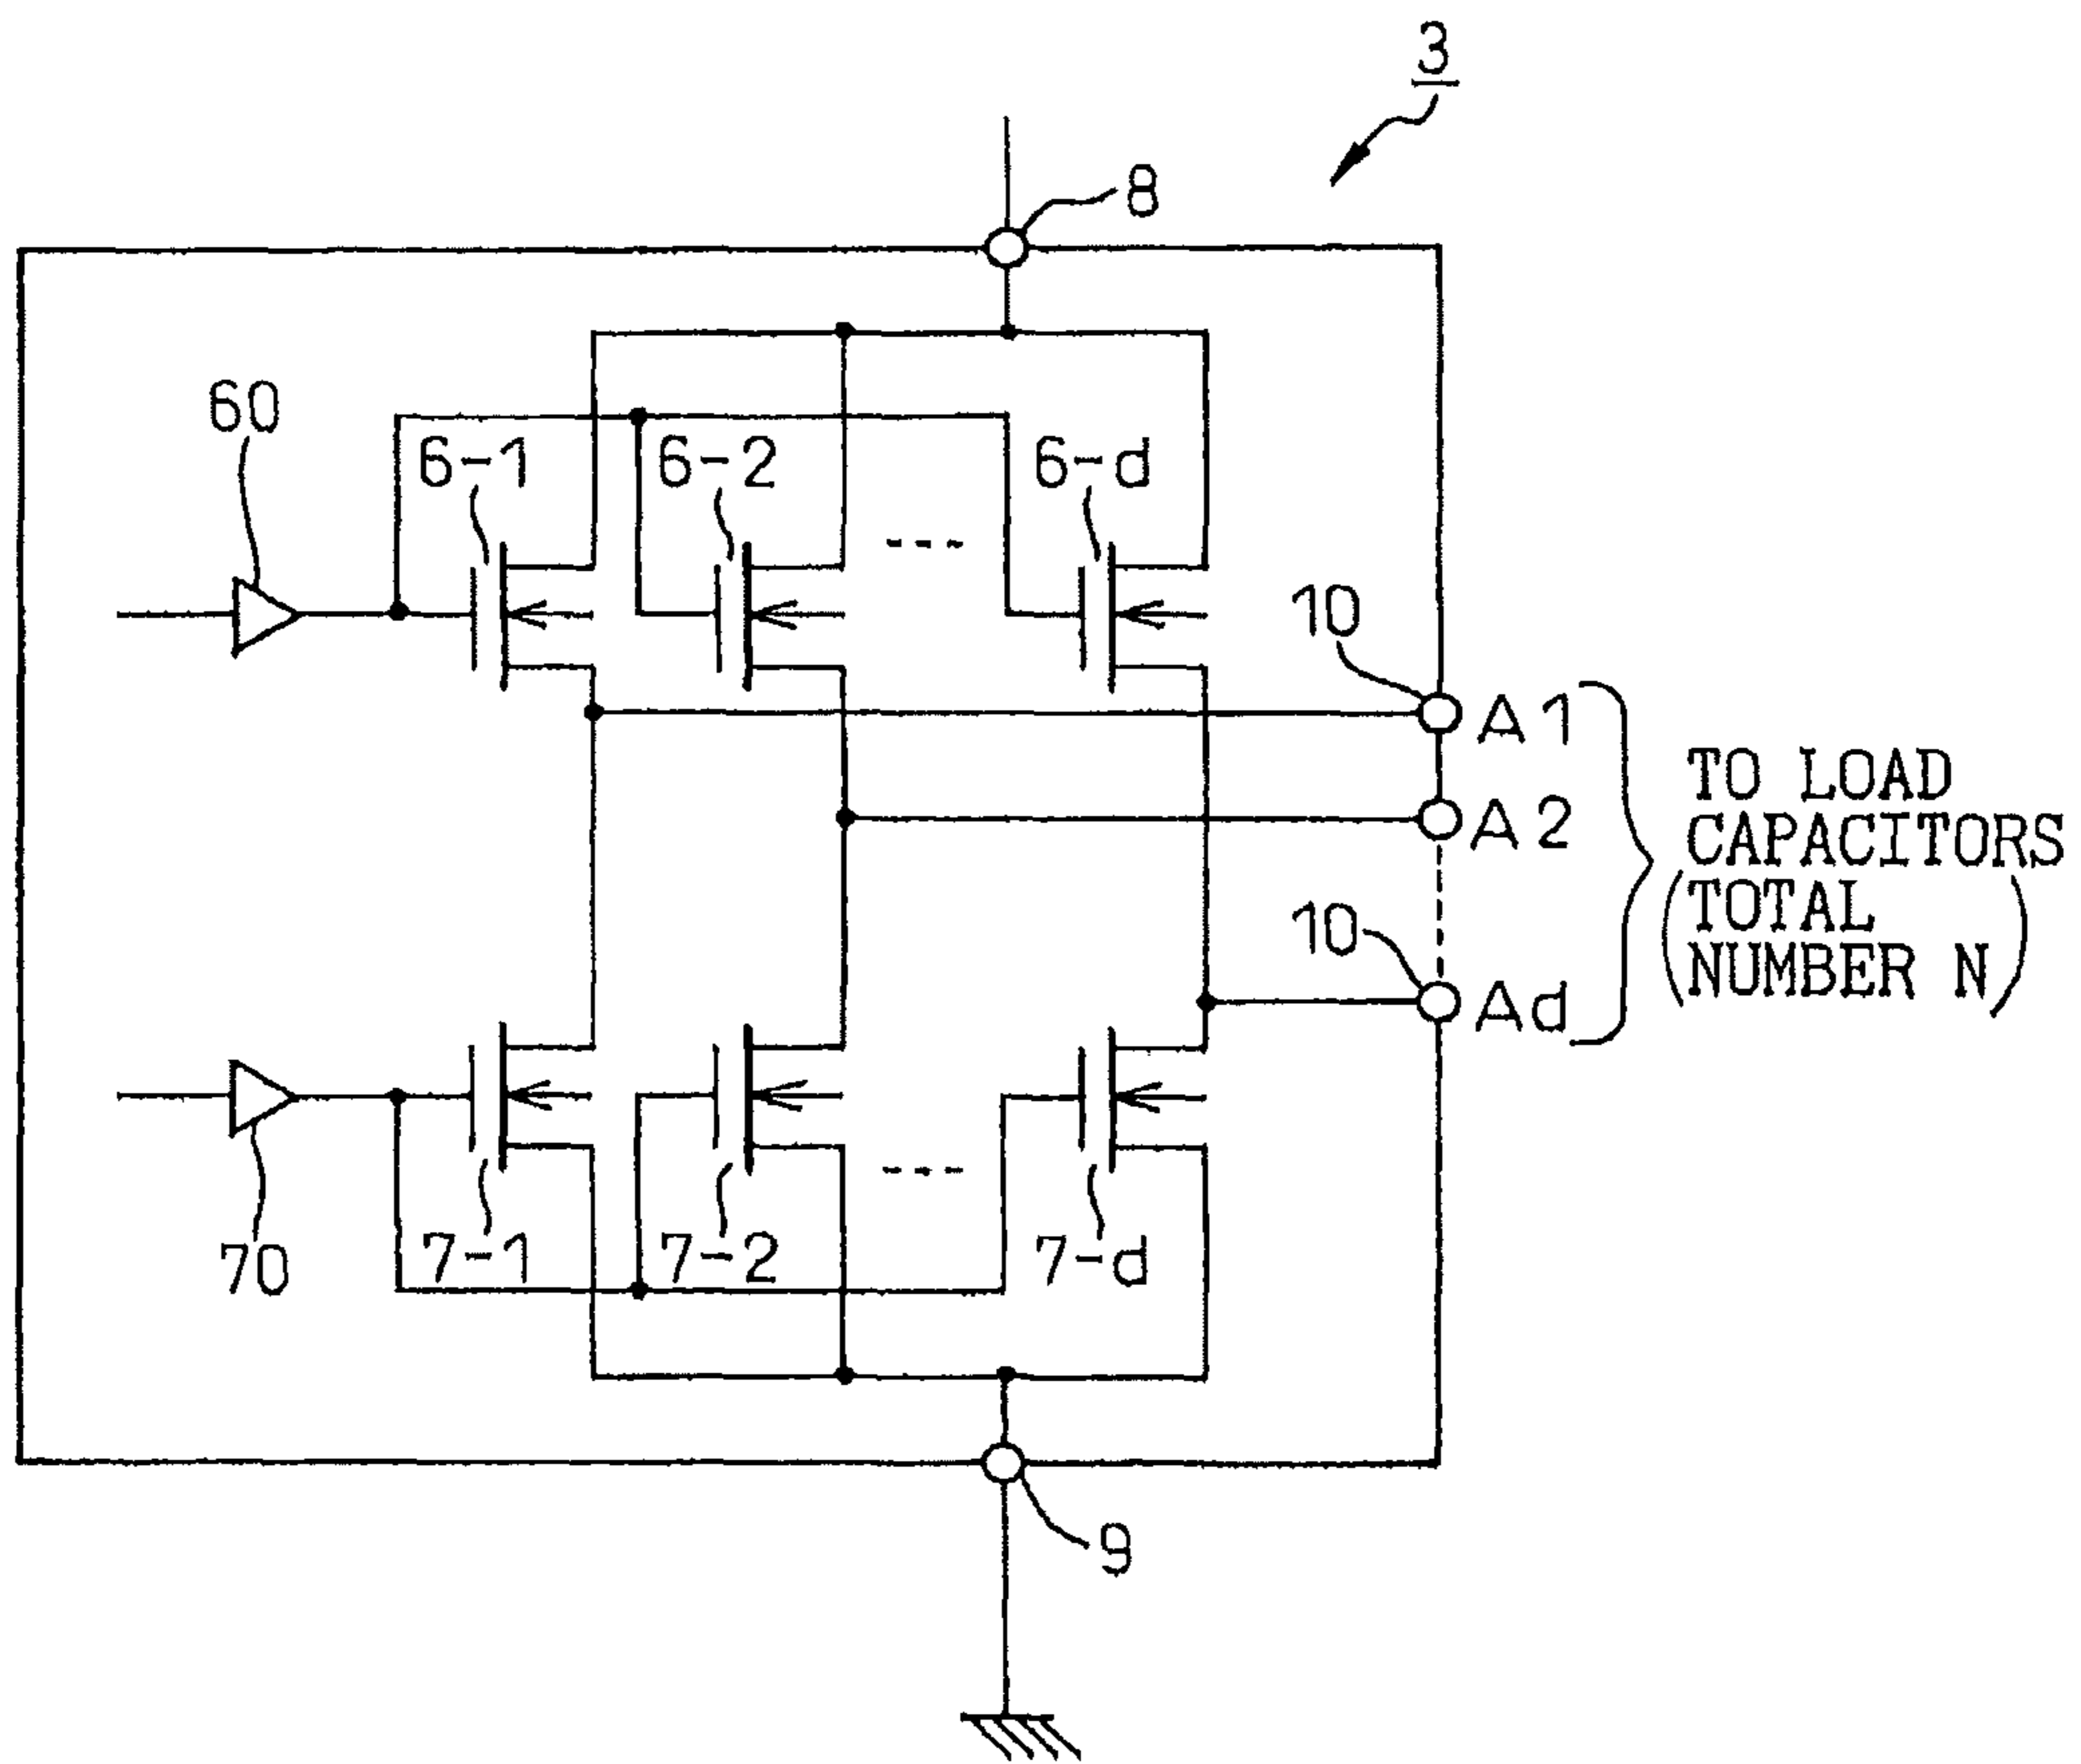 3
8
60
6-1
6-2
6-d
10
A1
A2
10
Ad
TO LOAD
CAPACITORS
(TOTAL
NUMBER N)
70
7-1
7-2
7-d
9